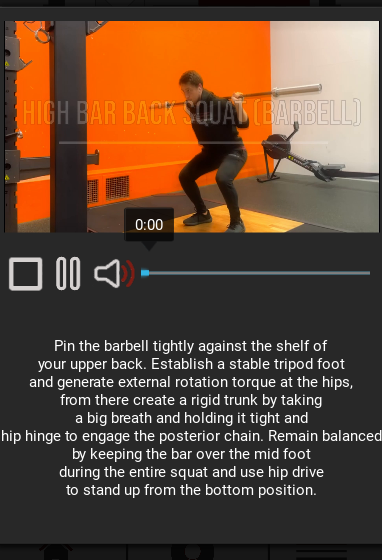 HIGH BAR BACK SQUAT (BARBELL)
0:00
Pin the barbell tightly against the shelf of
your upper back. Establish a stable tripod foot
and generate external rotation torque at the hips,
from there create a rigid trunk by taking
a big breath and holding it tight and
hip hinge to engage the posterior chain. Remain balanced
by keeping the bar over the mid foot
during the entire squat and use hip drive
to stand up from the bottom position.